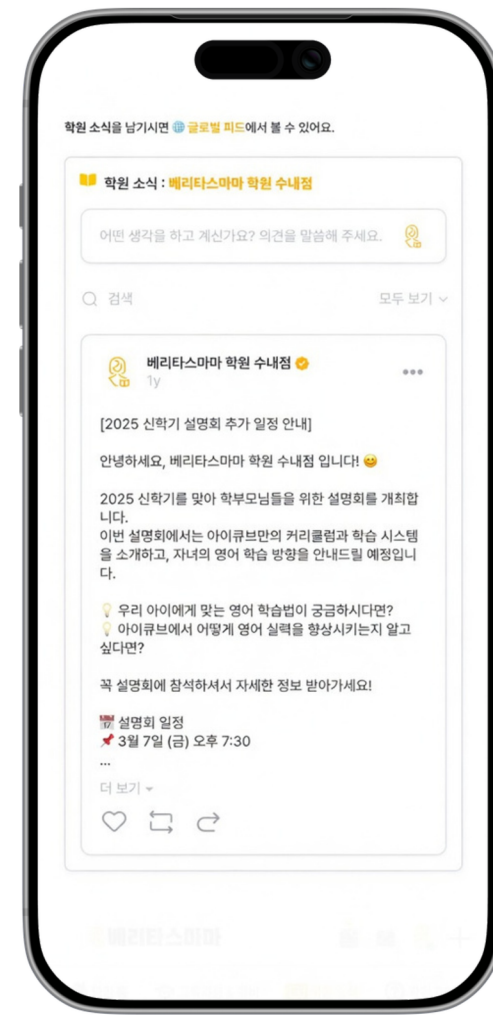 학원 소식을 남기시면 🌐 글로벌 피드에서 볼 수 있어요.
학원 소식 : 베리타스마마 학원 수내점
어떤 생각을 하고 계신가요? 의견을 말씀해 주세요.
검색
모두 보기
베리타스마마 학원 수내점
1y
[2025 신학기 설명회 추가 일정 안내]
안녕하세요, 베리타스마마 학원 수내점 입니다! 😄
2025 신학기를 맞아 학부모님들을 위한 설명회를 개최합
니다.
이번 설명회에서는 아이큐브만의 커리큘럼과 학습 시스템
을 소개하고, 자녀의 영어 학습 방향을 안내드릴 예정입니
다.
💡 우리 아이에게 맞는 영어 학습법이 궁금하시다면?
💡 아이큐브에서 어떻게 영어 실력을 향상시키는지 알고
싶다면?
꼭 설명회에 참석하셔서 자세한 정보 받아가세요!
📅 설명회 일정
📌 3월 7일 (금) 오후 7:30
...
더 보기
베리타스마마